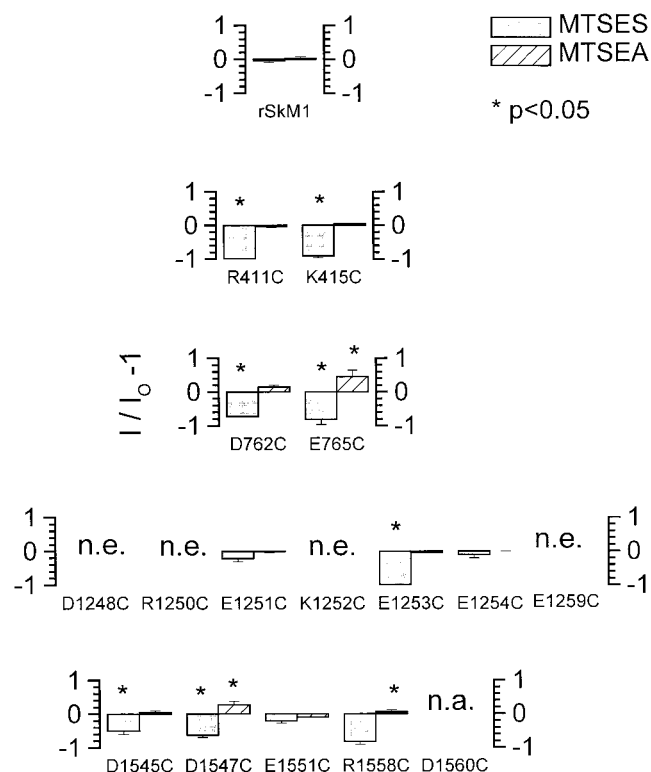 MTSES
MTSEA
* p<0.05
1 1
0 0
-1 -1
rSkM1
* *
1 1
0 0
-1 -1
R411C K415C
I / I₀ -1
* * *
1 1
0 0
-1 -1
D762C E765C
1 * 1
0 n.e. n.e. n.e. n.e. 0
-1 -1
D1248C R1250C E1251C K1252C E1253C E1254C E1259C
* * * *
1 1
0 n.a. 0
-1 -1
D1545C D1547C E1551C R1558C D1560C